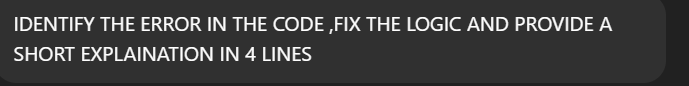 IDENTIFY THE ERROR IN THE CODE ,FIX THE LOGIC AND PROVIDE A
SHORT EXPLAINATION IN 4 LINES